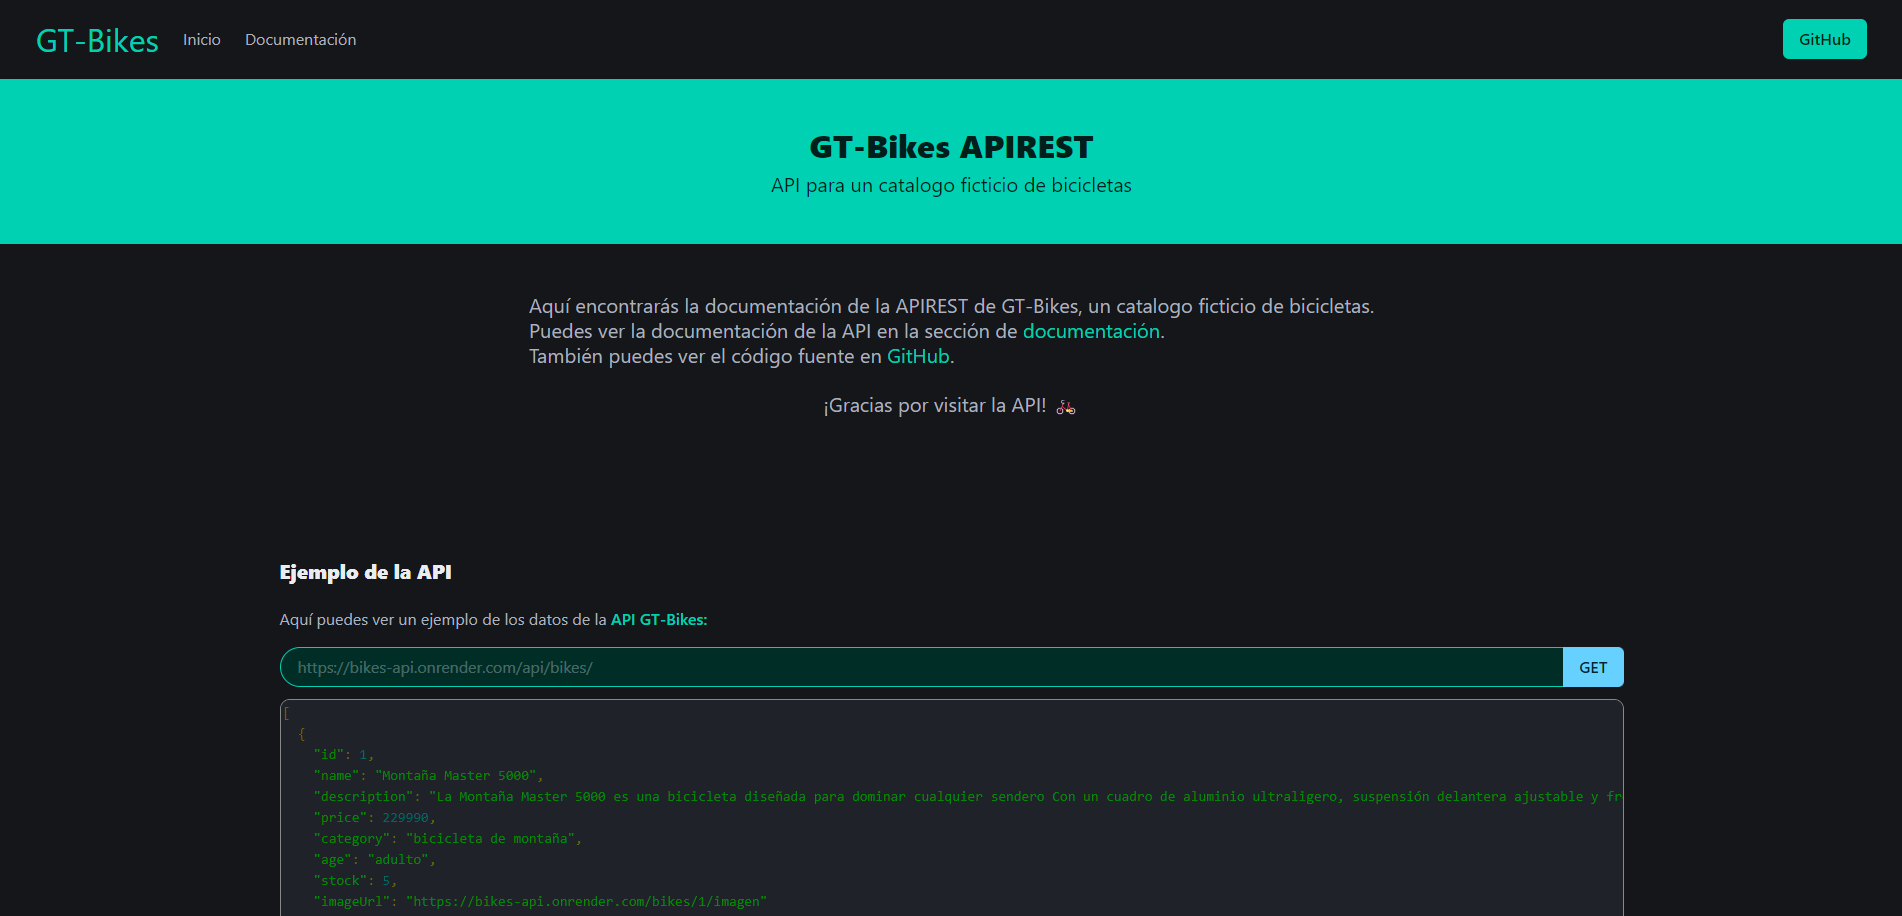 GT-Bikes Inicio Documentación GitHub
GT-Bikes APIREST
API para un catalogo ficticio de bicicletas
Aquí encontrarás la documentación de la APIREST de GT-Bikes, un catalogo ficticio de bicicletas.
Puedes ver la documentación de la API en la sección de documentación.
También puedes ver el código fuente en GitHub.
¡Gracias por visitar la API! 🚲
Ejemplo de la API
Aquí puedes ver un ejemplo de los datos de la API GT-Bikes:
https://bikes-api.onrender.com/api/bikes/ GET
[
{
"id": 1,
"name": "Montaña Master 5000",
"description": "La Montaña Master 5000 es una bicicleta diseñada para dominar cualquier sendero Con un cuadro de aluminio ultraligero, suspensión delantera ajustable y fr
"price": 229990,
"category": "bicicleta de montaña",
"age": "adulto",
"stock": 5,
"imageUrl": "https://bikes-api.onrender.com/bikes/1/imagen"